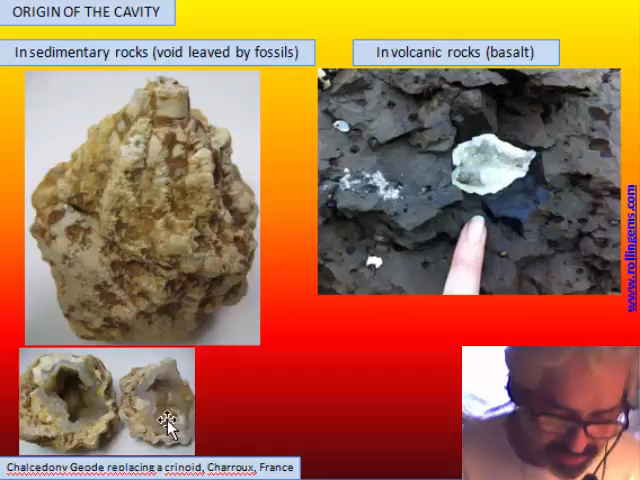 ORIGIN OF THE CAVITY
In sedimentary rocks (void leaved by fossils)
In volcanic rocks (basalt)
www.rollingems.com
Chalcedony Geode replacing a crinoid, Charroux, France